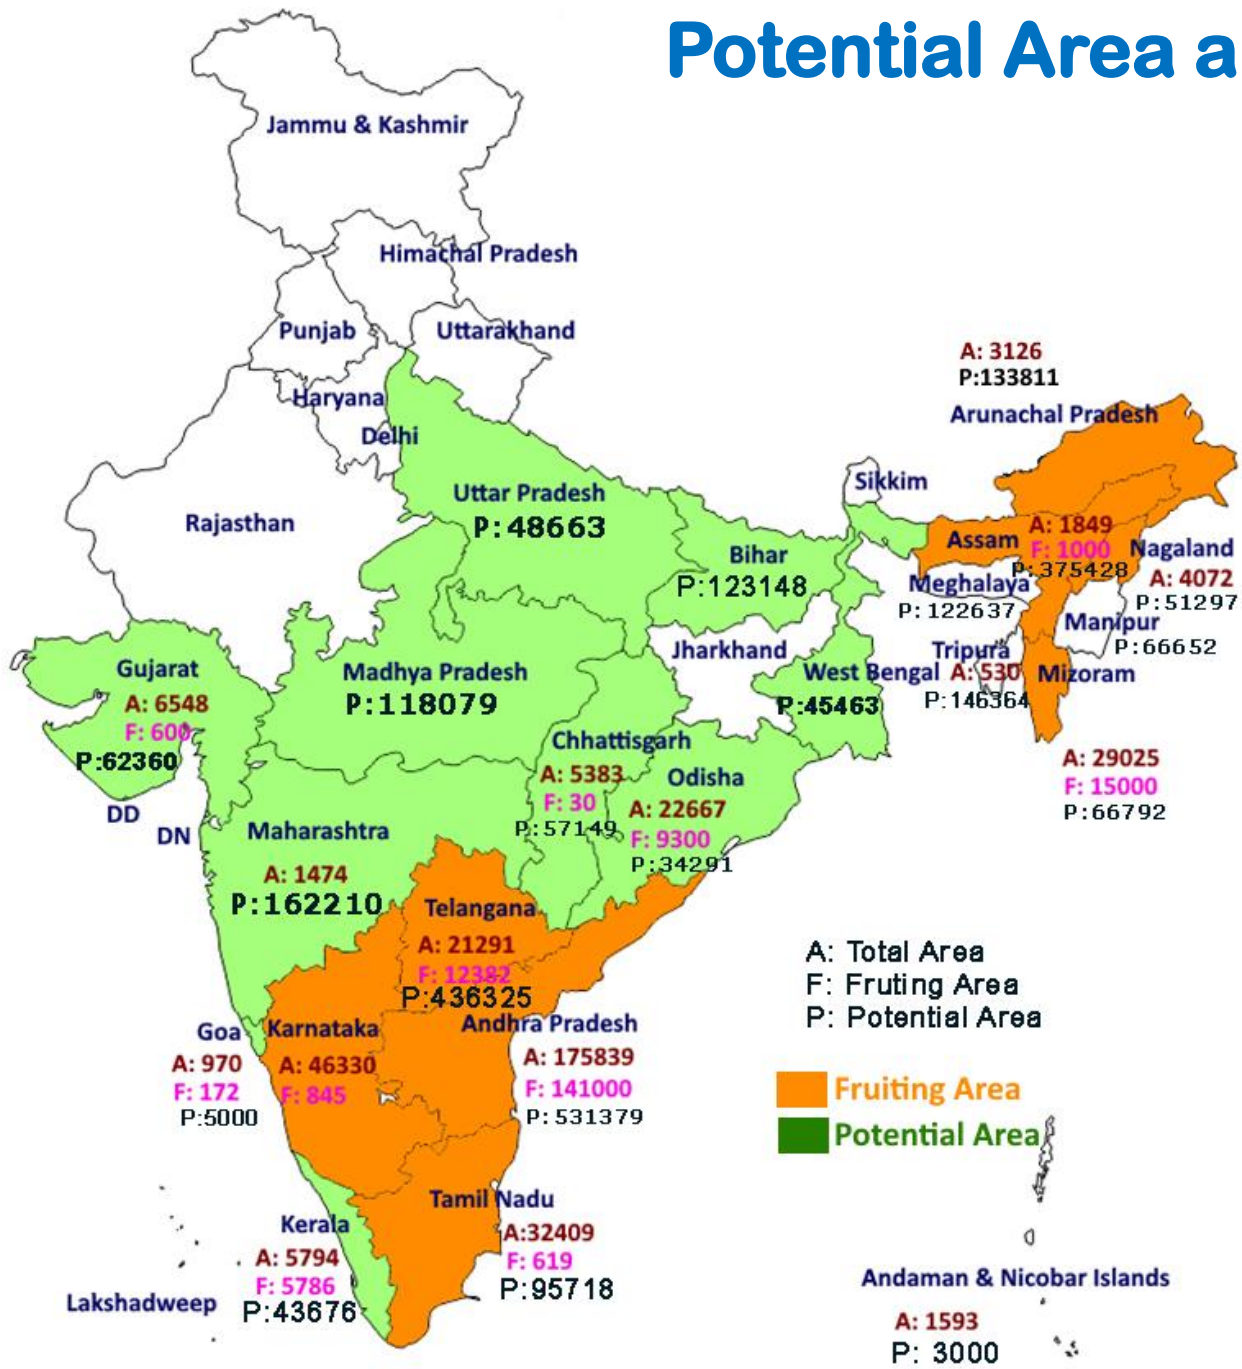 Potential Area a
Jammu & Kashmir
Himachal Pradesh
Punjab
Uttarakhand
Haryana
Delhi
Rajasthan
Uttar Pradesh
P:48663
Bihar
P:123148
Sikkim
A: 3126
P:133811
Arunachal Pradesh
Assam
A: 1849
F: 1000
P:375428
Nagaland
A: 4072
P:51297
Meghalaya
P:122637
Manipur
P:66652
Tripura
A: 530
P:146364
Mizoram
A: 29025
F: 15000
P:66792
Jharkhand
West Bengal
P:45463
Gujarat
A: 6548
F: 600
P:62360
DD
DN
Madhya Pradesh
P:118079
Chhattisgarh
A: 5383
F: 30
P:57149
Odisha
A: 22667
F: 9300
P:34291
Maharashtra
A: 1474
P:162210
Telangana
A: 21291
F: 12382
P:436325
Goa
A: 970
F: 172
P:5000
Karnataka
A: 46330
F: 845
Andhra Pradesh
A: 175839
F: 141000
P:531379
A: Total Area
F: Fruting Area
P: Potential Area
Fruiting Area
Potential Area
Tamil Nadu
A:32409
F: 619
P:95718
Kerala
A: 5794
F: 5786
P:43676
Lakshadweep
Andaman & Nicobar Islands
A: 1593
P: 3000